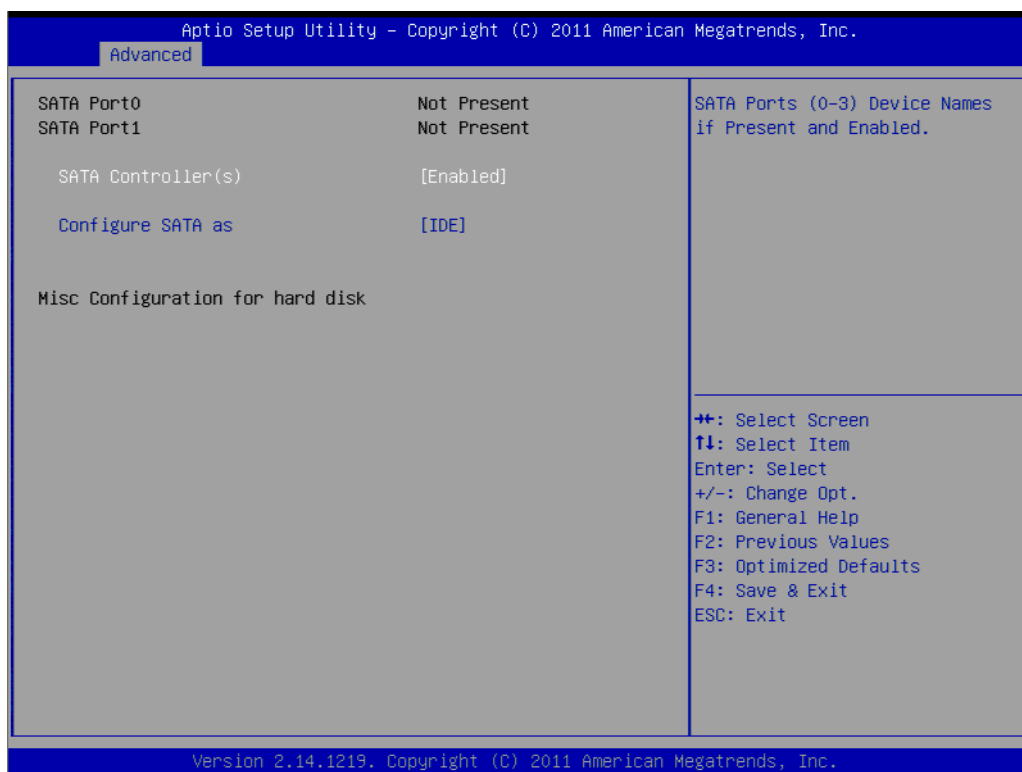 Aptio Setup Utility – Copyright (C) 2011 American Megatrends, Inc.
Advanced
SATA Port0 Not Present
SATA Port1 Not Present
SATA Controller(s) [Enabled]
Configure SATA as [IDE]
Misc Configuration for hard disk
SATA Ports (0-3) Device Names
if Present and Enabled.
→←: Select Screen
↑↓: Select Item
Enter: Select
+/-: Change Opt.
F1: General Help
F2: Previous Values
F3: Optimized Defaults
F4: Save & Exit
ESC: Exit
Version 2.14.1219. Copyright (C) 2011 American Megatrends, Inc.